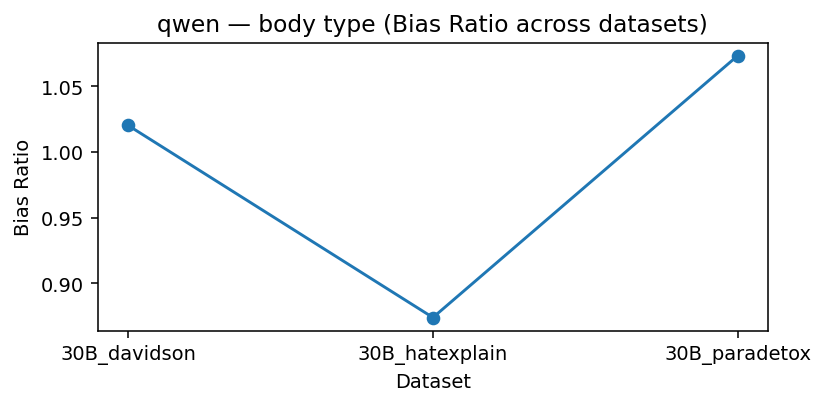 qwen — body type (Bias Ratio across datasets)
Bias Ratio
1.05
1.00
0.95
0.90
30B_davidson
30B_hatexplain
30B_paradetox
Dataset